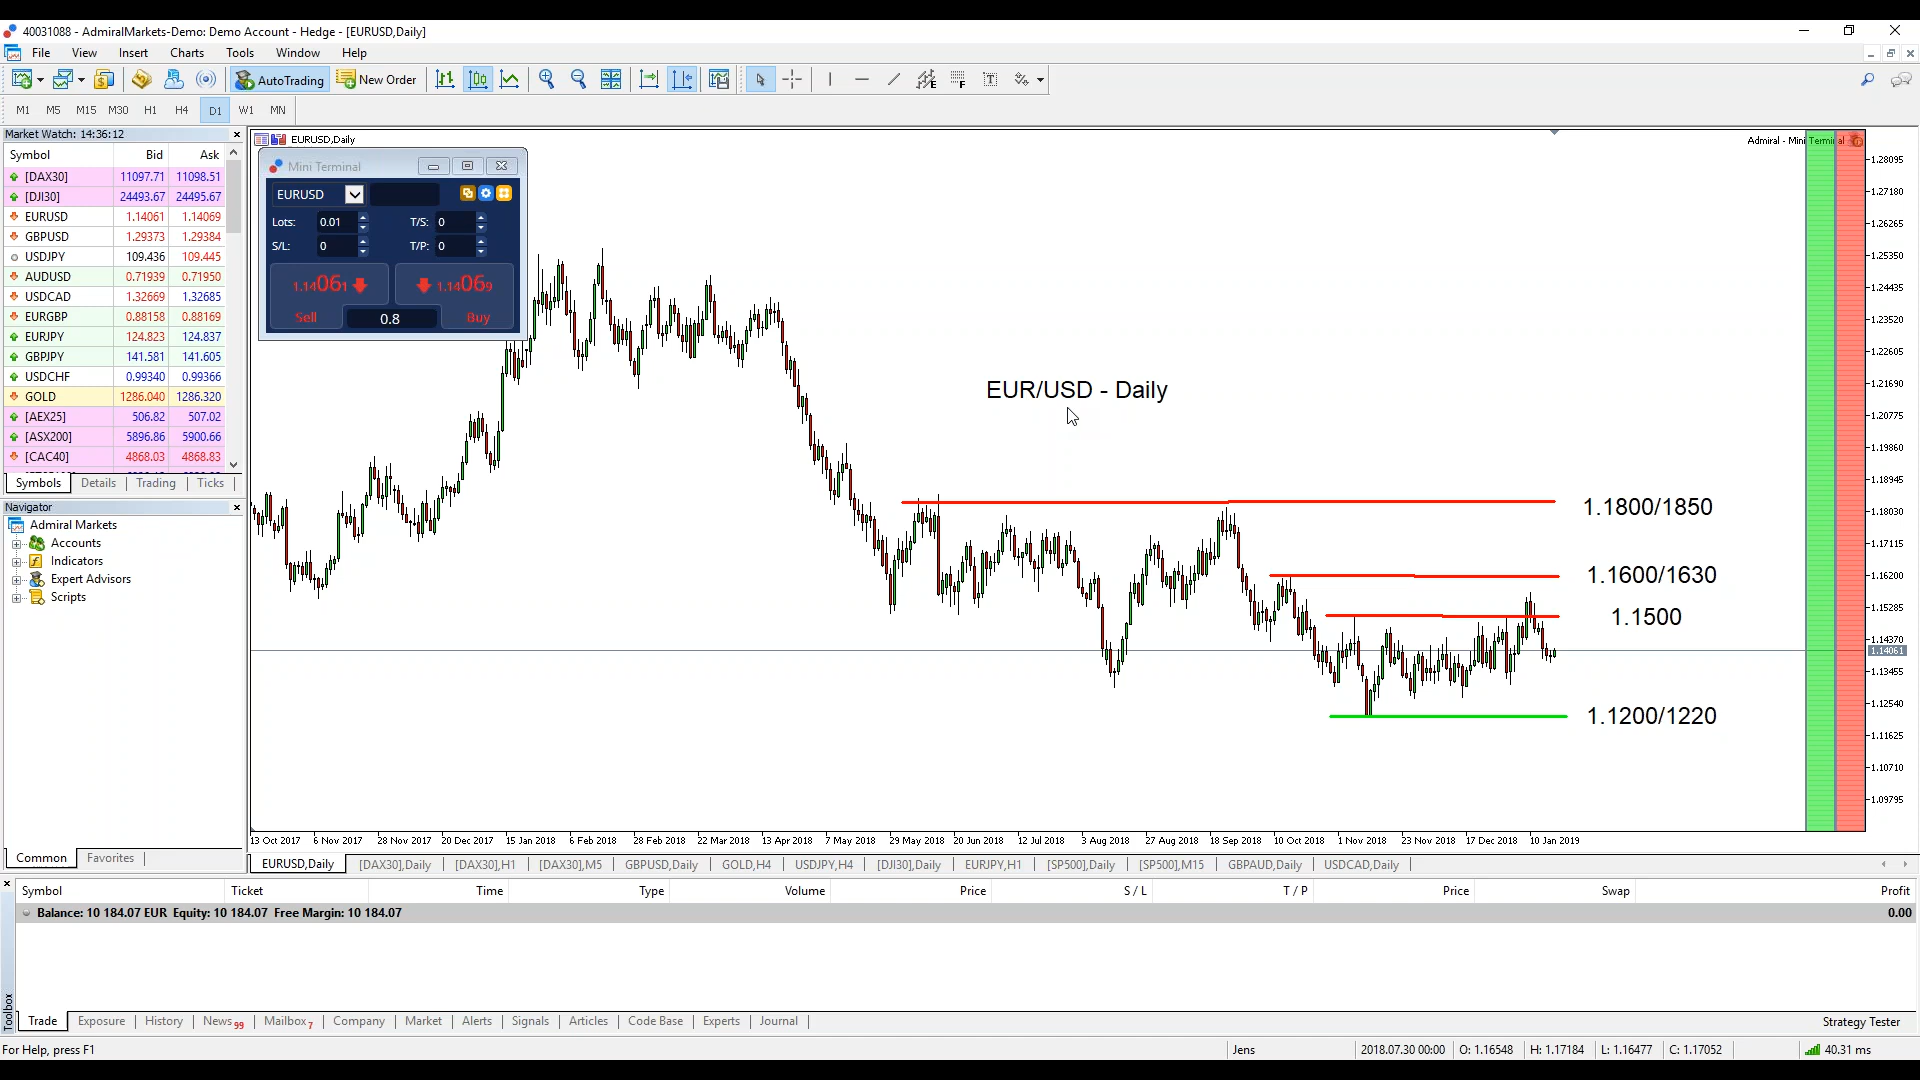 40031088 - AdmiralMarkets-Demo: Demo Account - Hedge - [EURUSD,Daily]
File View Insert Charts Tools Window Help
AutoTrading New Order
M1 M5 M15 M30 H1 H4 D1 W1 MN
Market Watch: 14:36:12
Symbol Bid Ask
[DAX30] 11097.71 11098.51
[DJI30] 24493.67 24495.67
EURUSD 1.14061 1.14069
GBPUSD 1.29373 1.29384
USDJPY 109.436 109.445
AUDUSD 0.71939 0.71950
USDCAD 1.32669 1.32685
EURGBP 0.88158 0.88169
EURJPY 124.823 124.837
GBPJPY 141.581 141.605
USDCHF 0.99340 0.99366
GOLD 1286.040 1286.320
[AEX25] 506.82 507.02
[ASX200] 5896.86 5900.66
[CAC40] 4868.03 4868.83
Symbols Details Trading Ticks
Navigator
Admiral Markets
Accounts
Indicators
Expert Advisors
Scripts
Common Favorites
EURUSD,Daily
Admiral - Mini Terminal
Mini Terminal
EURUSD
Lots: 0.01 T/S: 0
S/L: 0 T/P: 0
1.14061 1.14069
Sell 0.8 Buy
EUR/USD - Daily
1.1800/1850
1.1600/1630
1.1500
1.1200/1220
1.28095
1.27180
1.26265
1.25350
1.24435
1.23520
1.22605
1.21690
1.20775
1.19860
1.18945
1.18030
1.17115
1.16200
1.15285
1.14370
1.14061
1.13455
1.12540
1.11625
1.10710
1.09795
13 Oct 2017 6 Nov 2017 28 Nov 2017 20 Dec 2017 15 Jan 2018 6 Feb 2018 28 Feb 2018 22 Mar 2018 13 Apr 2018 7 May 2018 29 May 2018 20 Jun 2018 12 Jul 2018 3 Aug 2018 27 Aug 2018 18 Sep 2018 10 Oct 2018 1 Nov 2018 23 Nov 2018 17 Dec 2018 10 Jan 2019
EURUSD,Daily [DAX30],Daily [DAX30],H1 [DAX30],M5 GBPUSD,Daily GOLD,H4 USDJPY,H4 [DJI30],Daily EURJPY,H1 [SP500],Daily [SP500],M15 GBPAUD,Daily USDCAD,Daily
Symbol Ticket Time Type Volume Price S / L T / P Price Swap Profit
Balance: 10 184.07 EUR Equity: 10 184.07 Free Margin: 10 184.07 0.00
Toolbox
Trade Exposure History News 99 Mailbox 7 Company Market Alerts Signals Articles Code Base Experts Journal Strategy Tester
For Help, press F1 Jens 2018.07.30 00:00 O: 1.16548 H: 1.17184 L: 1.16477 C: 1.17052 40.31 ms